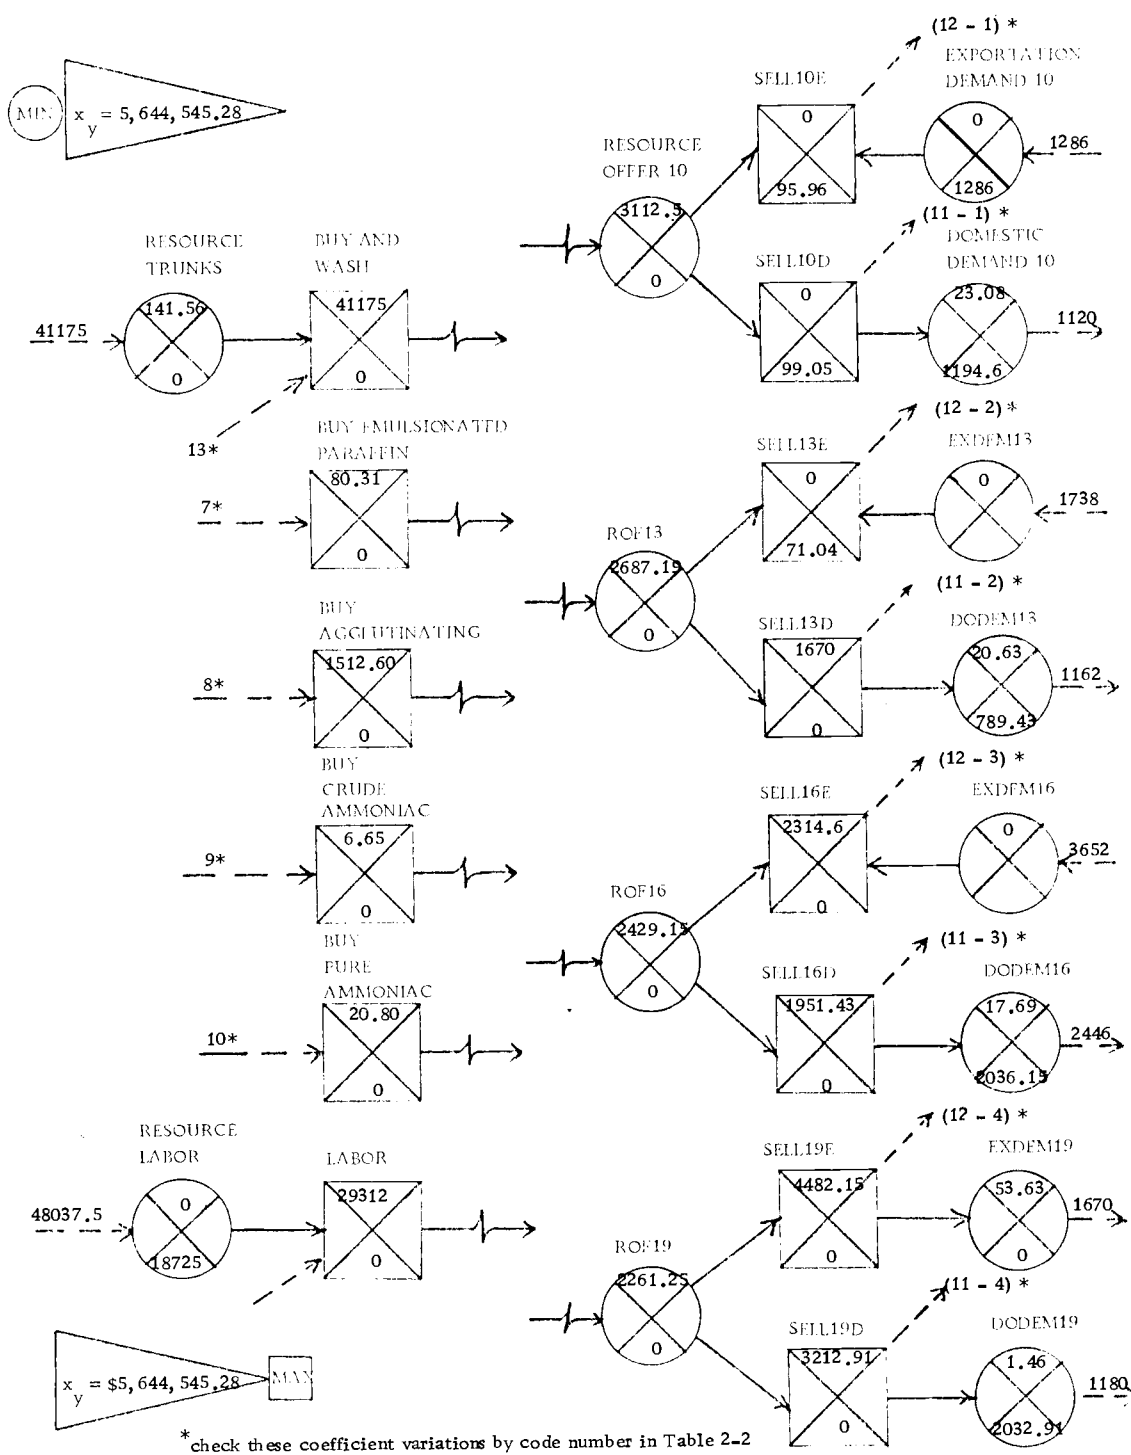 MIN
x y = 5,644,545.28
RESOURCE
TRUNKS
41175
141.56
0
BUY AND
WASH
41175
0
13*
BUY EMULSIONATED
PARAFFIN
7*
80.31
0
BUY
AGGLUTINATING
8*
1512.60
0
BUY
CRUDE
AMMONIAC
9*
6.65
0
BUY
PURE
AMMONIAC
10*
20.80
0
RESOURCE
LABOR
48037.5
0
18725
LABOR
29312
0
x y = $5,644,545.28
MAX
RESOURCE
OFFER 10
3112.5
0
SELL10E
0
95.96
(12 - 1) *
EXPORTATION
DEMAND 10
0
1286
1286
SELL10D
0
99.05
(11 - 1) *
DOMESTIC
DEMAND 10
23.08
1194.6
1120
ROF13
2687.19
0
SELL13E
0
71.04
(12 - 2) *
EXDEM13
0
1738
SELL13D
1670
0
(11 - 2) *
DODEM13
20.63
789.43
1162
ROF16
2429.15
0
SELL16E
2314.6
0
(12 - 3) *
EXDEM16
0
3652
SELL16D
1951.43
0
(11 - 3) *
DODEM16
17.69
2036.15
2446
ROF19
2261.25
0
SELL19E
4482.15
0
(12 - 4) *
EXDEM19
53.63
0
1670
SELL19D
3212.91
0
(11 - 4) *
DODEM19
1.46
2032.91
1180
*check these coefficient variations by code number in Table 2-2